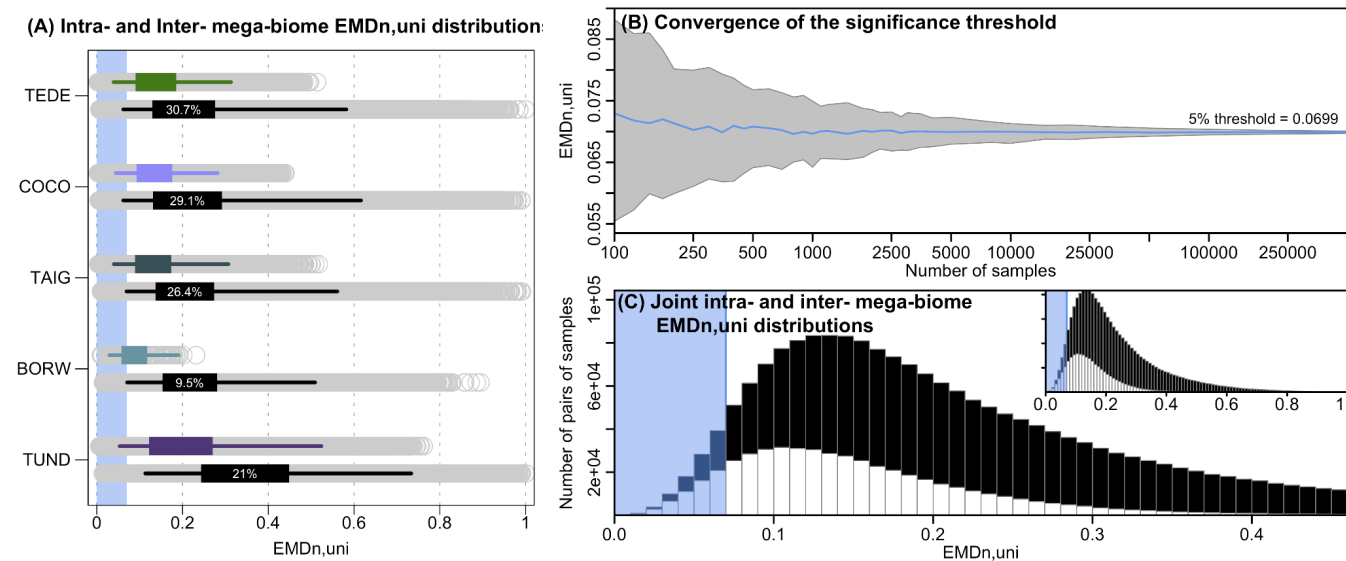 (A) Intra- and Inter- mega-biome EMDn,uni distributions
TEDE
30.7%
COCO
29.1%
TAIG
26.4%
BORW
9.5%
TUND
21%
0 0.2 0.4 0.6 0.8 1
EMDn,uni
(B) Convergence of the significance threshold
EMDn,uni
0.085
0.075
0.065
0.055
5% threshold = 0.0699
100 250 500 1000 2500 5000 10000 25000 100000 250000
Number of samples
(C) Joint intra- and inter- mega-biome
EMDn,uni distributions
Number of pairs of samples
1e+05
6e+04
2e+04
0.0 0.2 0.4 0.6 0.8 1
0.1 0.2 0.3 0.4
EMDn,uni